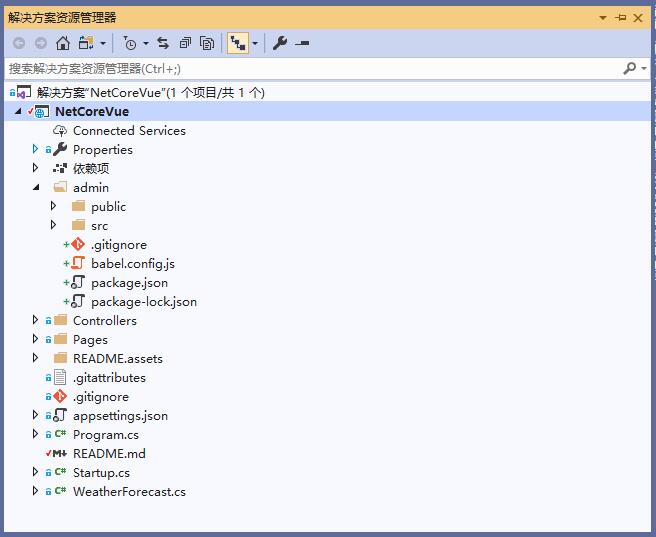 解决方案资源管理器
搜索解决方案资源管理器(Ctrl+;)
解决方案"NetCoreVue"(1 个项目/共 1 个)
NetCoreVue
Connected Services
Properties
依赖项
admin
public
src
.gitignore
babel.config.js
package.json
package-lock.json
Controllers
Pages
README.assets
.gitattributes
.gitignore
appsettings.json
C# Program.cs
M↓ README.md
C# Startup.cs
C# WeatherForecast.cs